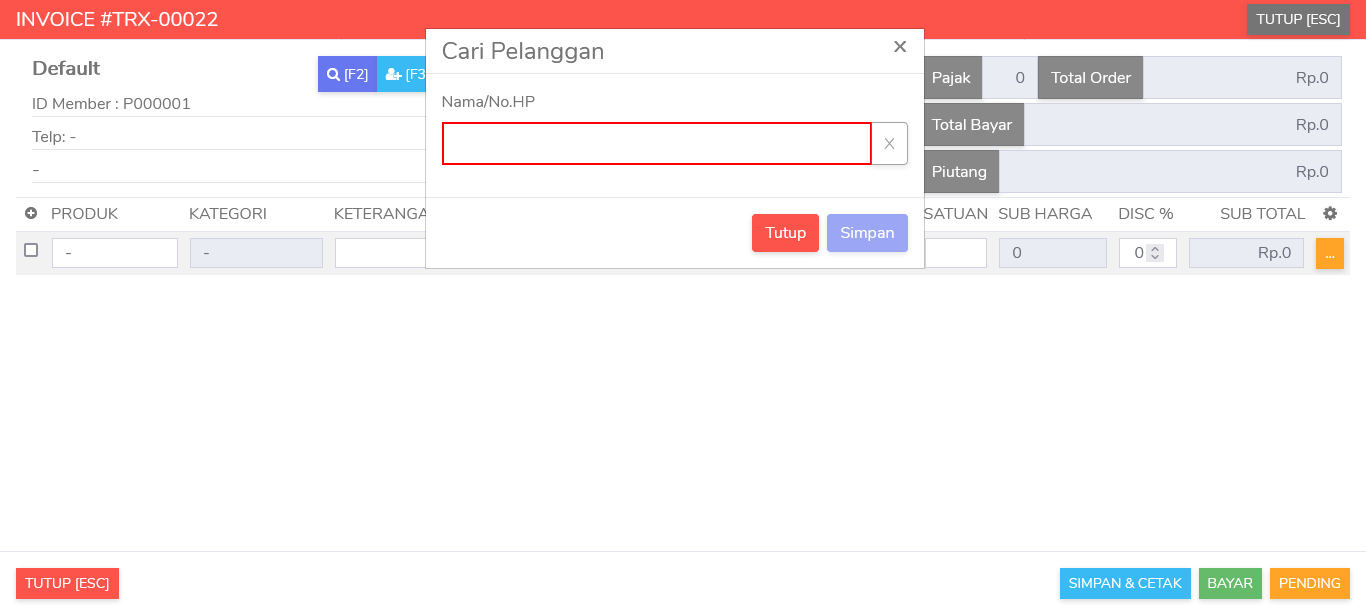 INVOICE #TRX-00022
TUTUP [ESC]
Cari Pelanggan
×
Default
[F2]
[F3
Pajak 0 Total Order Rp.0
ID Member : P000001
Nama/No.HP
Total Bayar Rp.0
Telp: -
X
-
Piutang Rp.0
PRODUK KATEGORI KETERANGA SATUAN SUB HARGA DISC % SUB TOTAL
Tutup Simpan
- - 0 0 Rp.0 ...
TUTUP [ESC]
SIMPAN & CETAK BAYAR PENDING